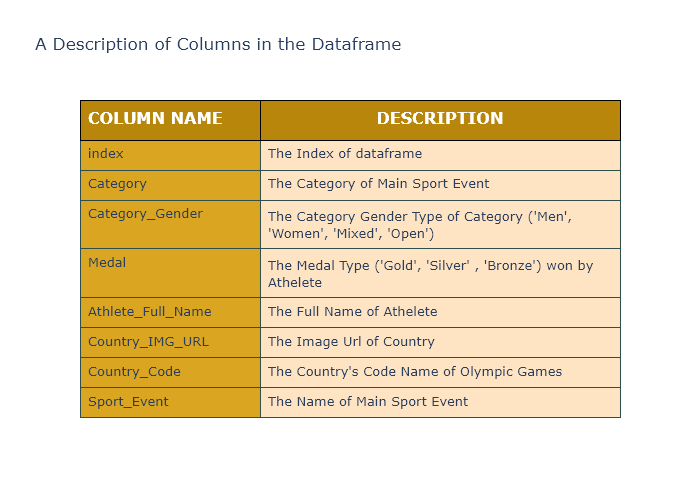 A Description of Columns in the Dataframe
COLUMN NAME DESCRIPTION
index The Index of dataframe
Category The Category of Main Sport Event
Category_Gender The Category Gender Type of Category ('Men',
'Women', 'Mixed', 'Open')
Medal The Medal Type ('Gold', 'Silver' , 'Bronze') won by
Athelete
Athlete_Full_Name The Full Name of Athelete
Country_IMG_URL The Image Url of Country
Country_Code The Country's Code Name of Olympic Games
Sport_Event The Name of Main Sport Event